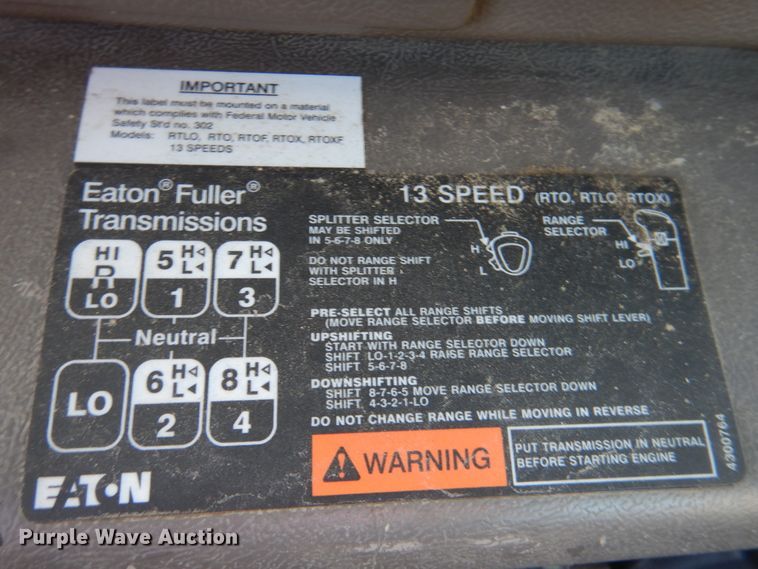 IMPORTANT
This label must be mounted on a material
which complies with Federal Motor Vehicle
Safety St'd no. 302
Models: RTLO, RTO, RTOF, RTOX, RTOXF
13 SPEEDS
Eaton® Fuller®
Transmissions
HI
R
LO
5 H
L
1
7 H
L
3
Neutral
LO
6 H
L
2
8 H
L
4
EATON
13 SPEED (RTO, RTLO, RTOX)
SPLITTER SELECTOR
MAY BE SHIFTED
IN 5-6-7-8 ONLY
DO NOT RANGE SHIFT
WITH SPLITTER
SELECTOR IN H
H
L
RANGE
SELECTOR
HI
LO
PRE-SELECT ALL RANGE SHIFTS
(MOVE RANGE SELECTOR BEFORE MOVING SHIFT LEVER)
UPSHIFTING
START WITH RANGE SELECTOR DOWN
SHIFT LO-1-2-3-4 RAISE RANGE SELECTOR
SHIFT 5-6-7-8
DOWNSHIFTING
SHIFT 8-7-6-5 MOVE RANGE SELECTOR DOWN
SHIFT 4-3-2-1-LO
DO NOT CHANGE RANGE WHILE MOVING IN REVERSE
WARNING
PUT TRANSMISSION IN NEUTRAL
BEFORE STARTING ENGINE
4300764
Purple Wave Auction
Purple Wave Auction